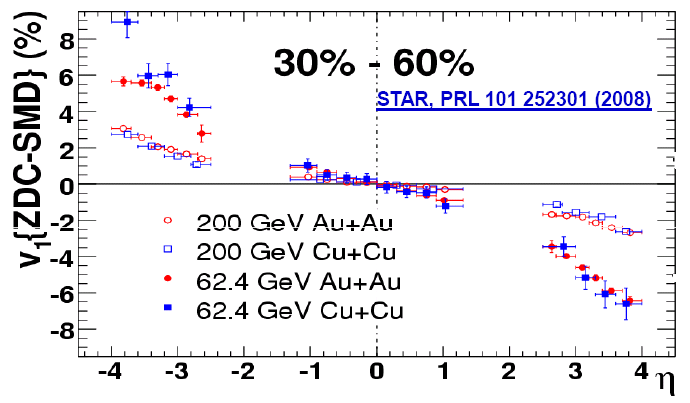 30% - 60%
STAR, PRL 101 252301 (2008)
v1{ZDC-SMD} (%)
8
6
4
2
0
-2
-4
-6
-8
200 GeV Au+Au
200 GeV Cu+Cu
62.4 GeV Au+Au
62.4 GeV Cu+Cu
-4 -3 -2 -1 0 1 2 3 4 η